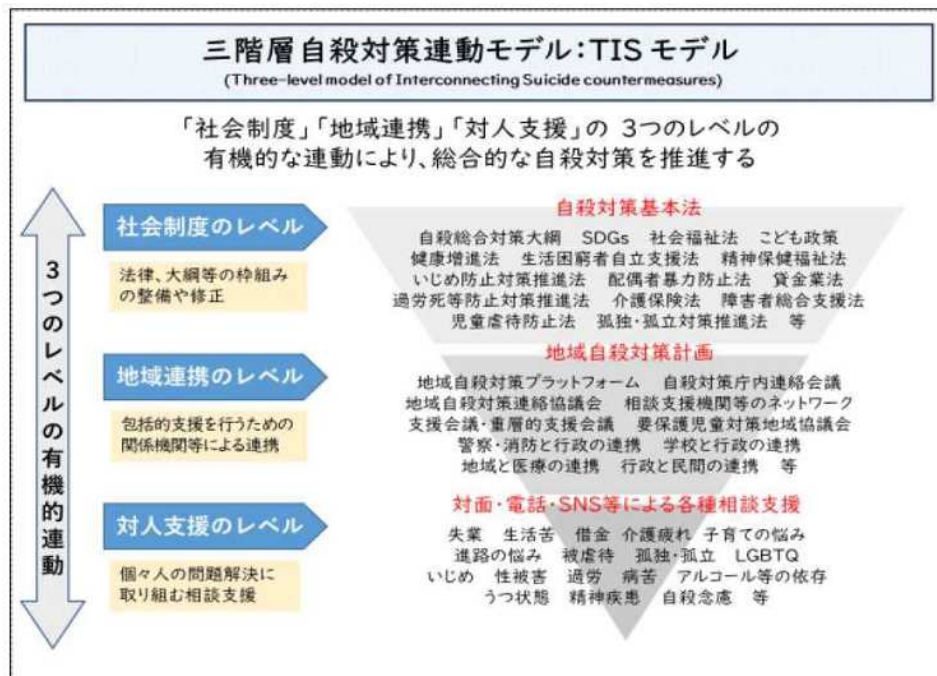 三階層自殺対策連動モデル:TISモデル
(Three-level model of Interconnecting Suicide countermeasures)
「社会制度」「地域連携」「対人支援」の 3つのレベルの
有機的な連動により、総合的な自殺対策を推進する
3つのレベルの有機的連動
社会制度のレベル
法律、大綱等の枠組み
の整備や修正
自殺対策基本法
自殺総合対策大綱 SDGs 社会福祉法 こども政策
健康増進法 生活困窮者自立支援法 精神保健福祉法
いじめ防止対策推進法 配偶者暴力防止法 貸金業法
過労死等防止対策推進法 介護保険法 障害者総合支援法
児童虐待防止法 孤独・孤立対策推進法 等
地域連携のレベル
包括的支援を行うための
関係機関等による連携
地域自殺対策計画
地域自殺対策プラットフォーム 自殺対策庁内連絡会議
地域自殺対策連絡協議会 相談支援機関等のネットワーク
支援会議・重層的支援会議 要保護児童対策地域協議会
警察・消防と行政の連携 学校と行政の連携
地域と医療の連携 行政と民間の連携 等
対人支援のレベル
個々人の問題解決に
取り組む相談支援
対面・電話・SNS等による各種相談支援
失業 生活苦 借金 介護疲れ 子育ての悩み
進路の悩み 被虐待 孤独・孤立 LGBTQ
いじめ 性被害 過労 病苦 アルコール等の依存
うつ状態 精神疾患 自殺念慮 等